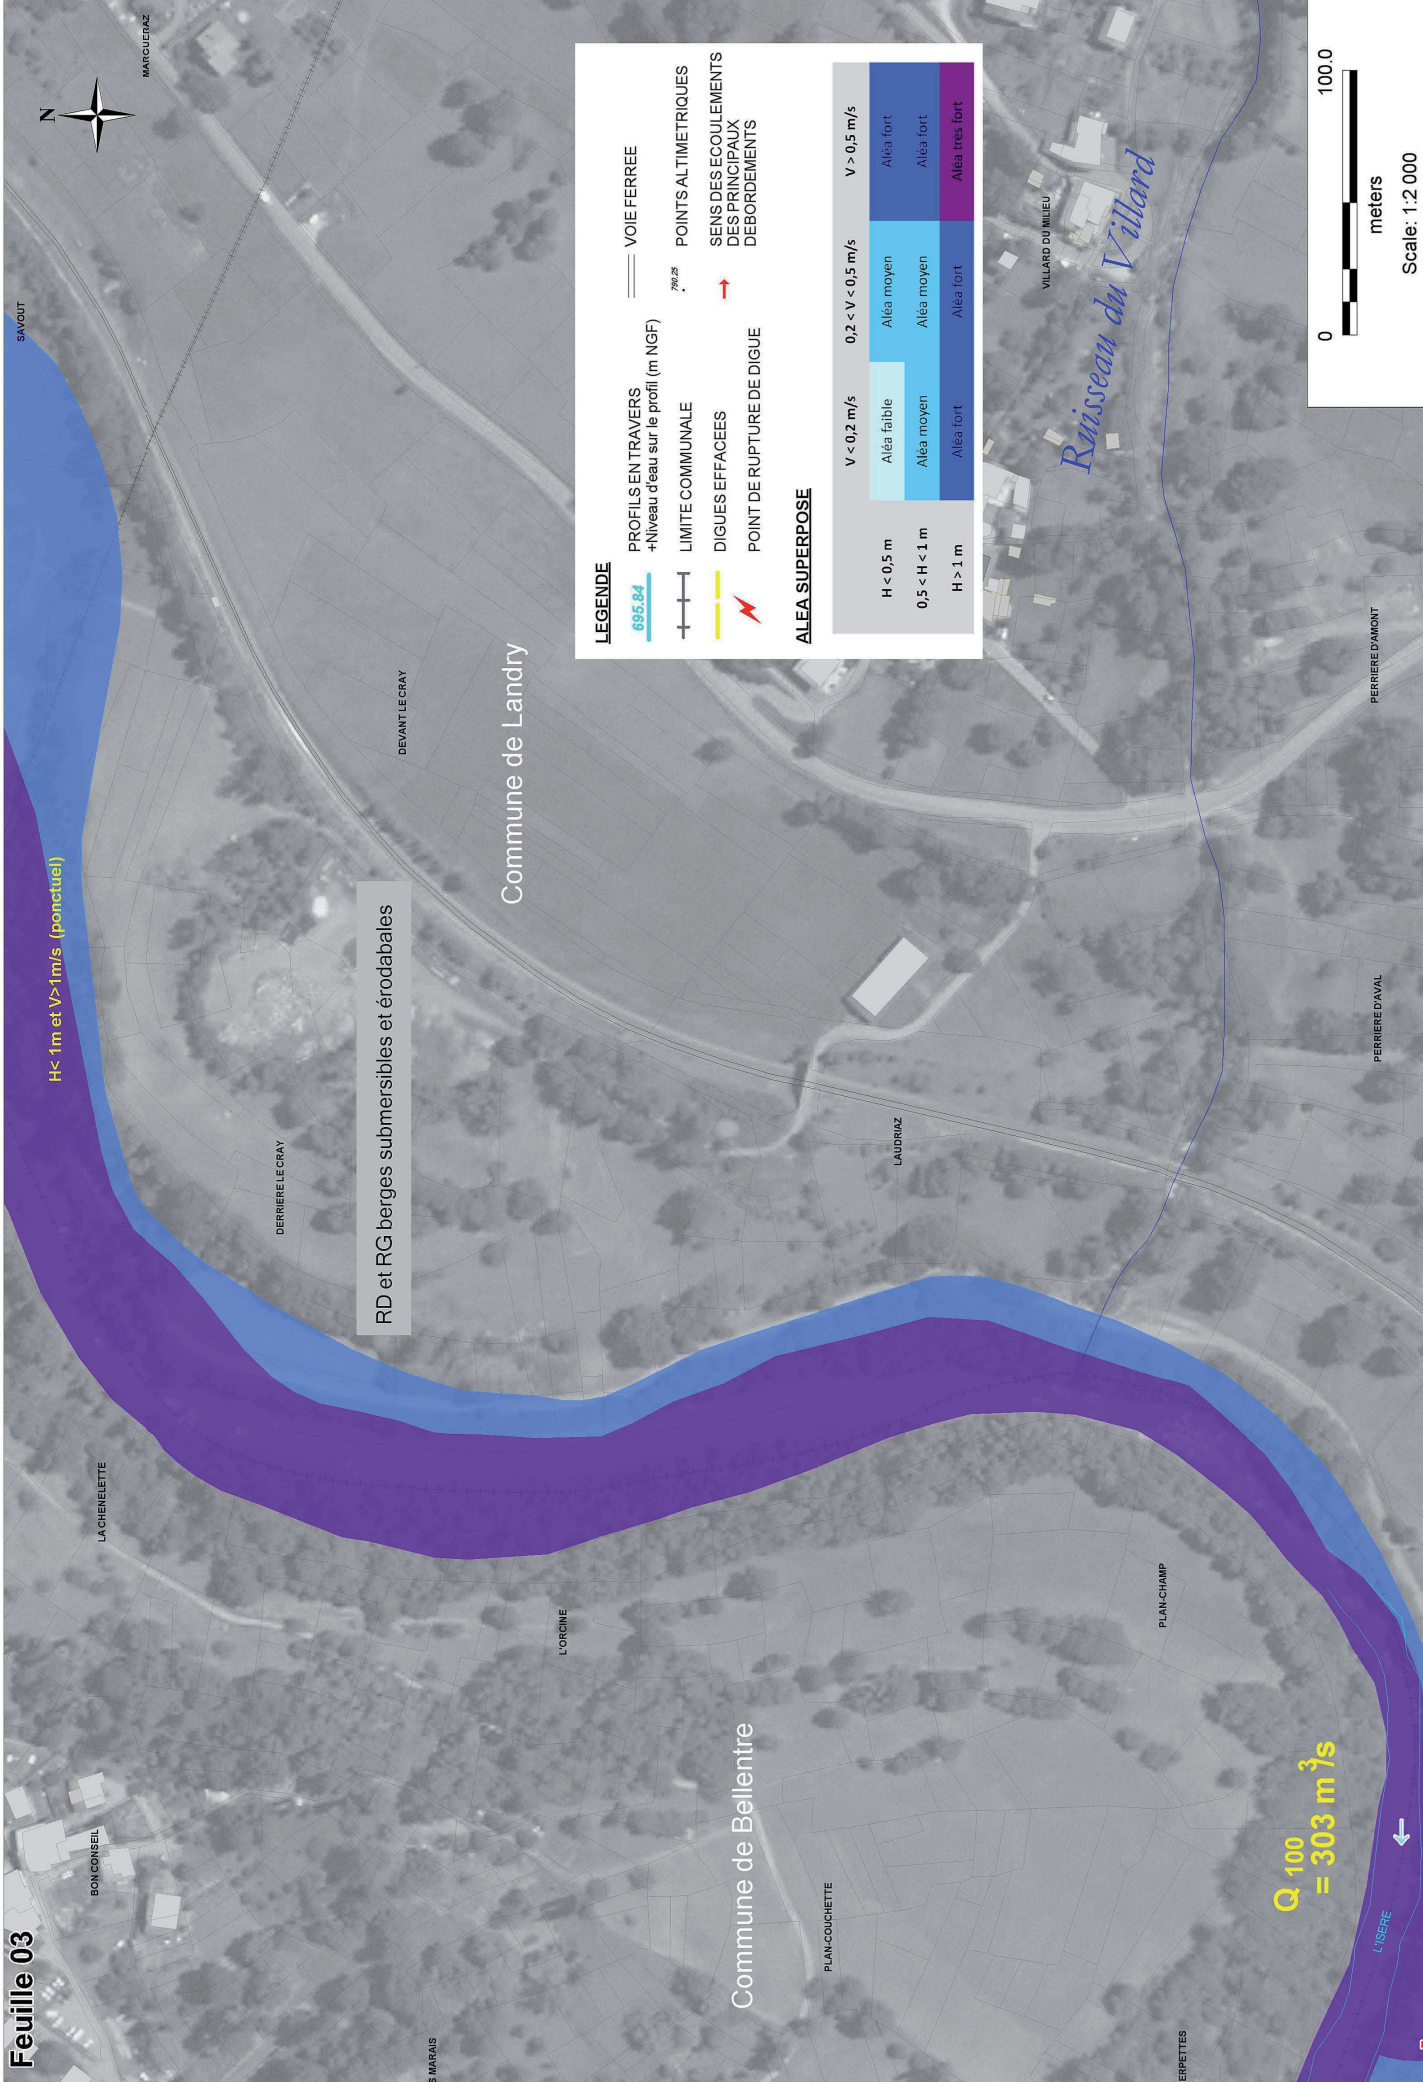 Feuille 03
BON CONSEIL
LA CHENELETTE
H< 1m et V>1m/s (ponctuel)
SAVOUT
MARGUERAZ
N
DERRIERE LE CRAY
RD et RG berges submersibles et érodabales
DEVANT LE CRAY
Commune de Landry
S MARAIS
L'ORCINE
Commune de Bellentre
PLAN-COUCHETTE
LAUDRIAZ
PLAN-CHAMP
ERPETTES
Q 100
= 303 m3/s
L'ISERE
PERRIERE D'AVAL
PERRIERE D'AMONT
VILLARD DU MILIEU
Ruisseau du Villard
LEGENDE
695.84
PROFILS EN TRAVERS
+Niveau d'eau sur le profil (m NGF)
LIMITE COMMUNALE
DIGUES EFFACEES
POINT DE RUPTURE DE DIGUE
VOIE FERREE
790.25
POINTS ALTIMETRIQUES
SENS DES ECOULEMENTS
DES PRINCIPAUX
DEBORDEMENTS
ALEA SUPERPOSE
V < 0,2 m/s 0,2 < V < 0,5 m/s V > 0,5 m/s
H < 0,5 m Aléa faible Aléa moyen Aléa fort
0,5 < H < 1 m Aléa moyen Aléa moyen Aléa fort
H > 1 m Aléa fort Aléa fort Aléa très fort
0 100.0
meters
Scale: 1:2 000